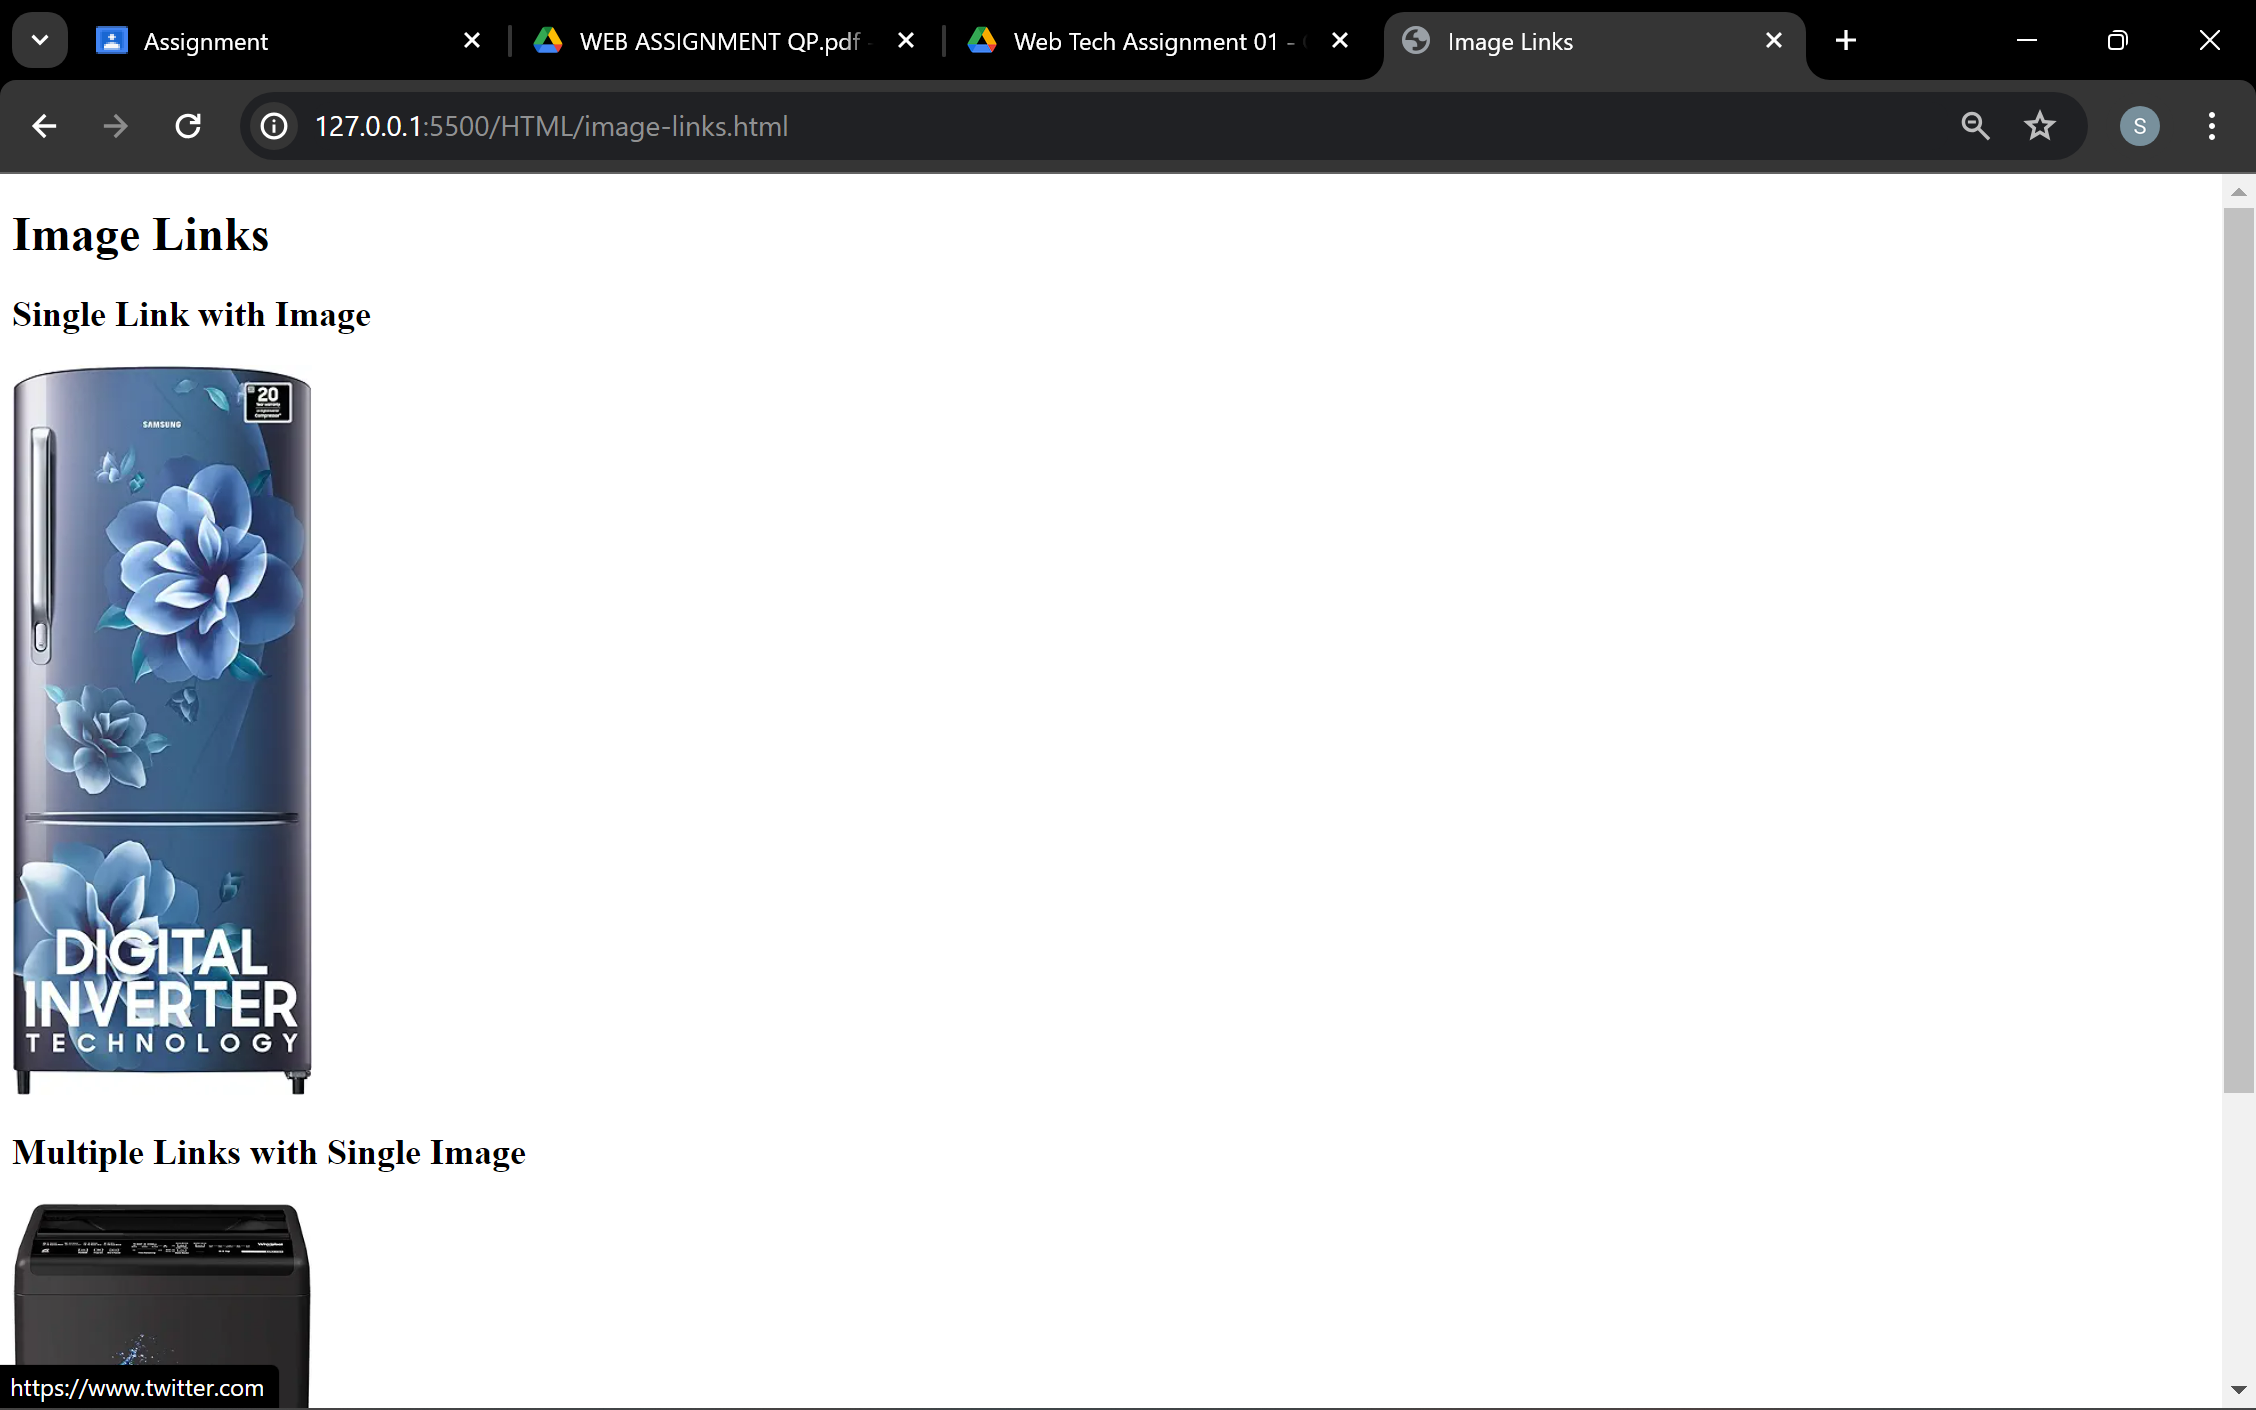 Assignment
WEB ASSIGNMENT QP.pdf
Web Tech Assignment 01 -
Image Links
127.0.0.1:5500/HTML/image-links.html
S
Image Links
Single Link with Image
20
SAMSUNG
DIGITAL
INVERTER
TECHNOLOGY
Multiple Links with Single Image
https://www.twitter.com